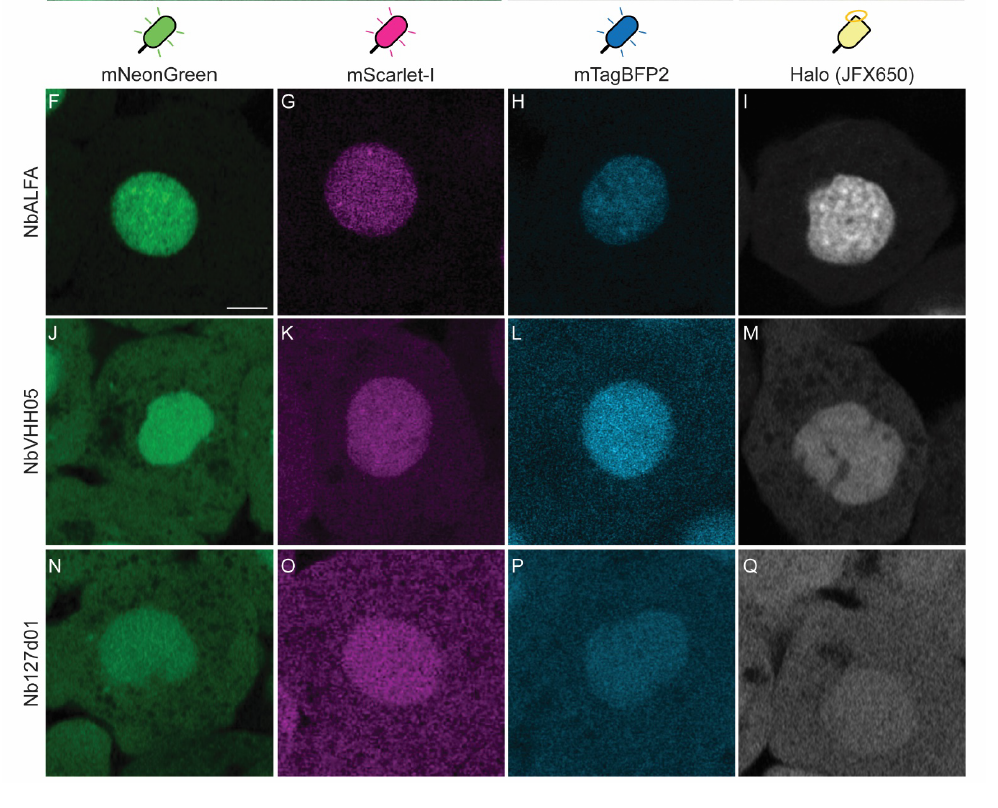 mNeonGreen mScarlet-I mTagBFP2 Halo (JFX650)
NbALFA
F G H I
NbVHH05
J K L M
Nb127d01
N O P Q